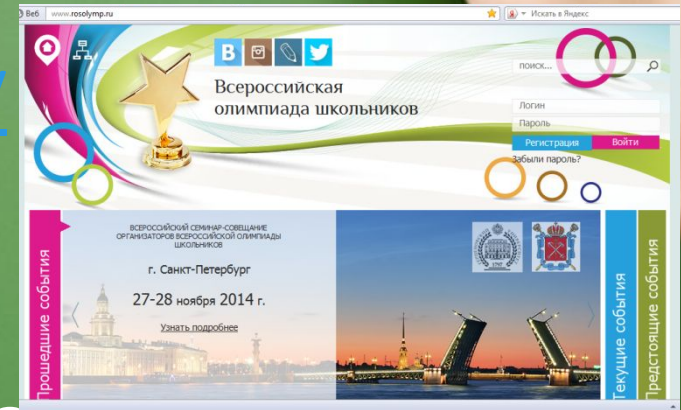 Веб www.rosolymp.ru
Искать в Яндекс
B
поиск...
Всероссийская
олимпиада школьников
Логин
Пароль
Регистрация Войти
Забыли пароль?
Прошедшие события
ВСЕРОССИЙСКИЙ СЕМИНАР-СОВЕЩАНИЕ
ОРГАНИЗАТОРОВ ВСЕРОССИЙСКОЙ ОЛИМПИАДЫ
ШКОЛЬНИКОВ
г. Санкт-Петербург
27-28 ноября 2014 г.
Узнать подробнее
1797
Текущие события
Предстоящие события